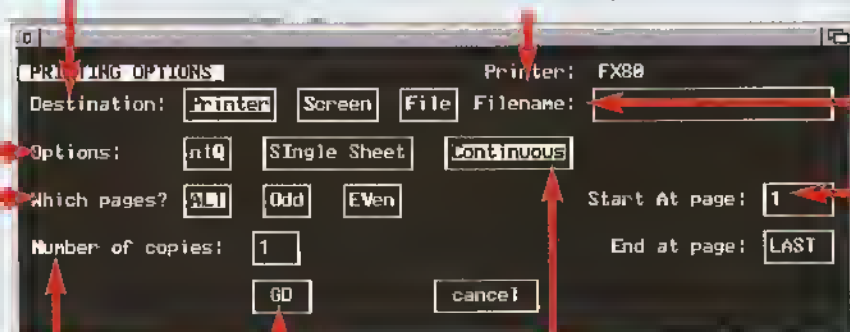 PRINTING OPTIONS Printer: FX80
Destination: Printer Screen File Filename:
Options: nlQ SIngle Sheet Continuous
Which pages? ALl Odd EVen Start At page: 1
Number of copies: 1 End at page: LAST
GO cancel